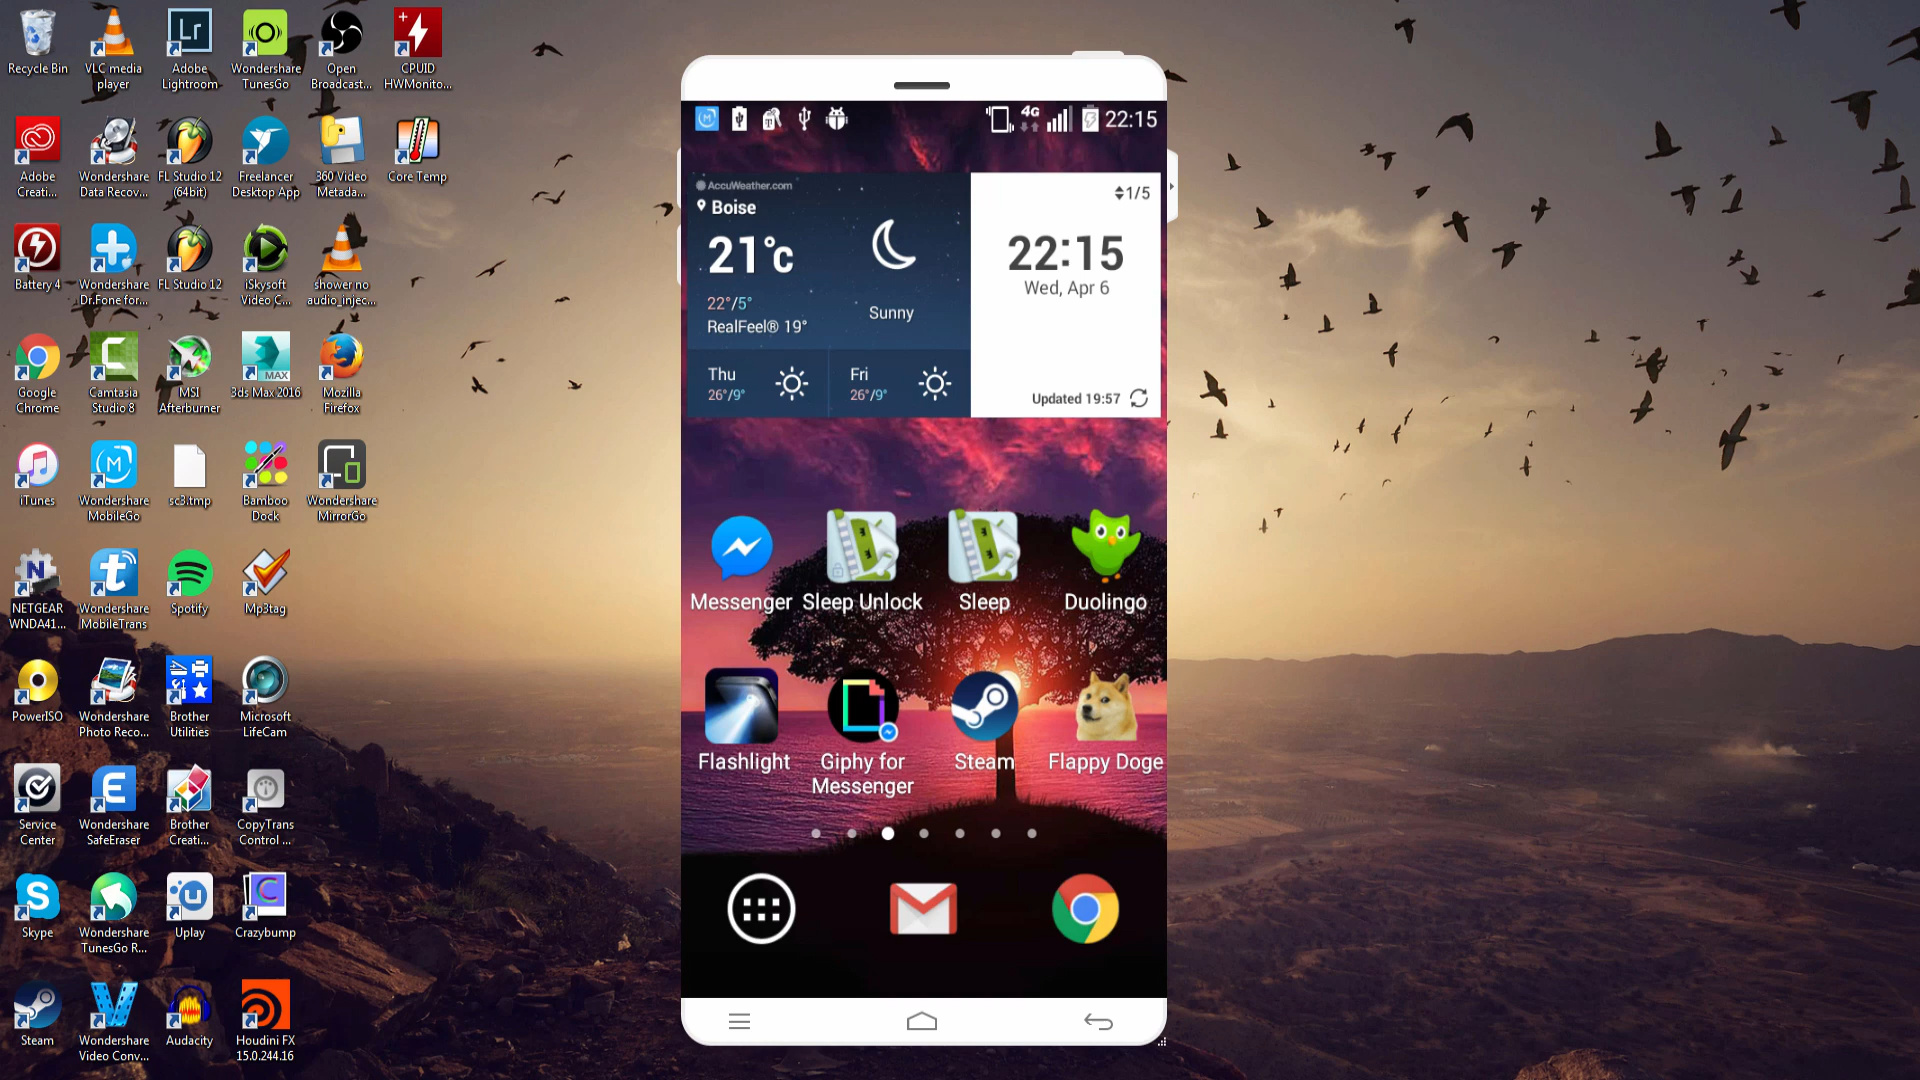 Recycle Bin
VLC media
player
Adobe
Lightroom
Wondershare
TunesGo
Open
Broadcast...
CPUID
HWMonito...
Adobe
Creati...
Wondershare
Data Recov...
FL Studio 12
(64bit)
Freelancer
Desktop App
360 Video
Metada...
Core Temp
Battery 4
Wondershare
Dr.Fone for...
FL Studio 12
iSkysoft
Video C...
shower no
audio_injec...
Google
Chrome
Camtasia
Studio 8
MSI
Afterburner
MAX
3ds Max 2016
Mozilla
Firefox
iTunes
Wondershare
MobileGo
sc3.tmp
Bamboo
Dock
Wondershare
MirrorGo
NETGEAR
WNDA41...
Wondershare
MobileTrans
Spotify
Mp3tag
PowerISO
Wondershare
Photo Reco...
Brother
Utilities
Microsoft
LifeCam
Service
Center
Wondershare
SafeEraser
Brother
Creati...
CopyTrans
Control ...
Skype
Wondershare
TunesGo R...
Uplay
Crazybump
Steam
Wondershare
Video Conv...
Audacity
Houdini FX
15.0.244.16
4G
22:15
AccuWeather.com
Boise
21°c
22°/5°
RealFeel® 19°
Sunny
Thu
26°/9°
Fri
26°/9°
1/5
22:15
Wed, Apr 6
Updated 19:57
Messenger
Sleep Unlock
Sleep
Duolingo
Flashlight
Giphy for
Messenger
Steam
Flappy Doge